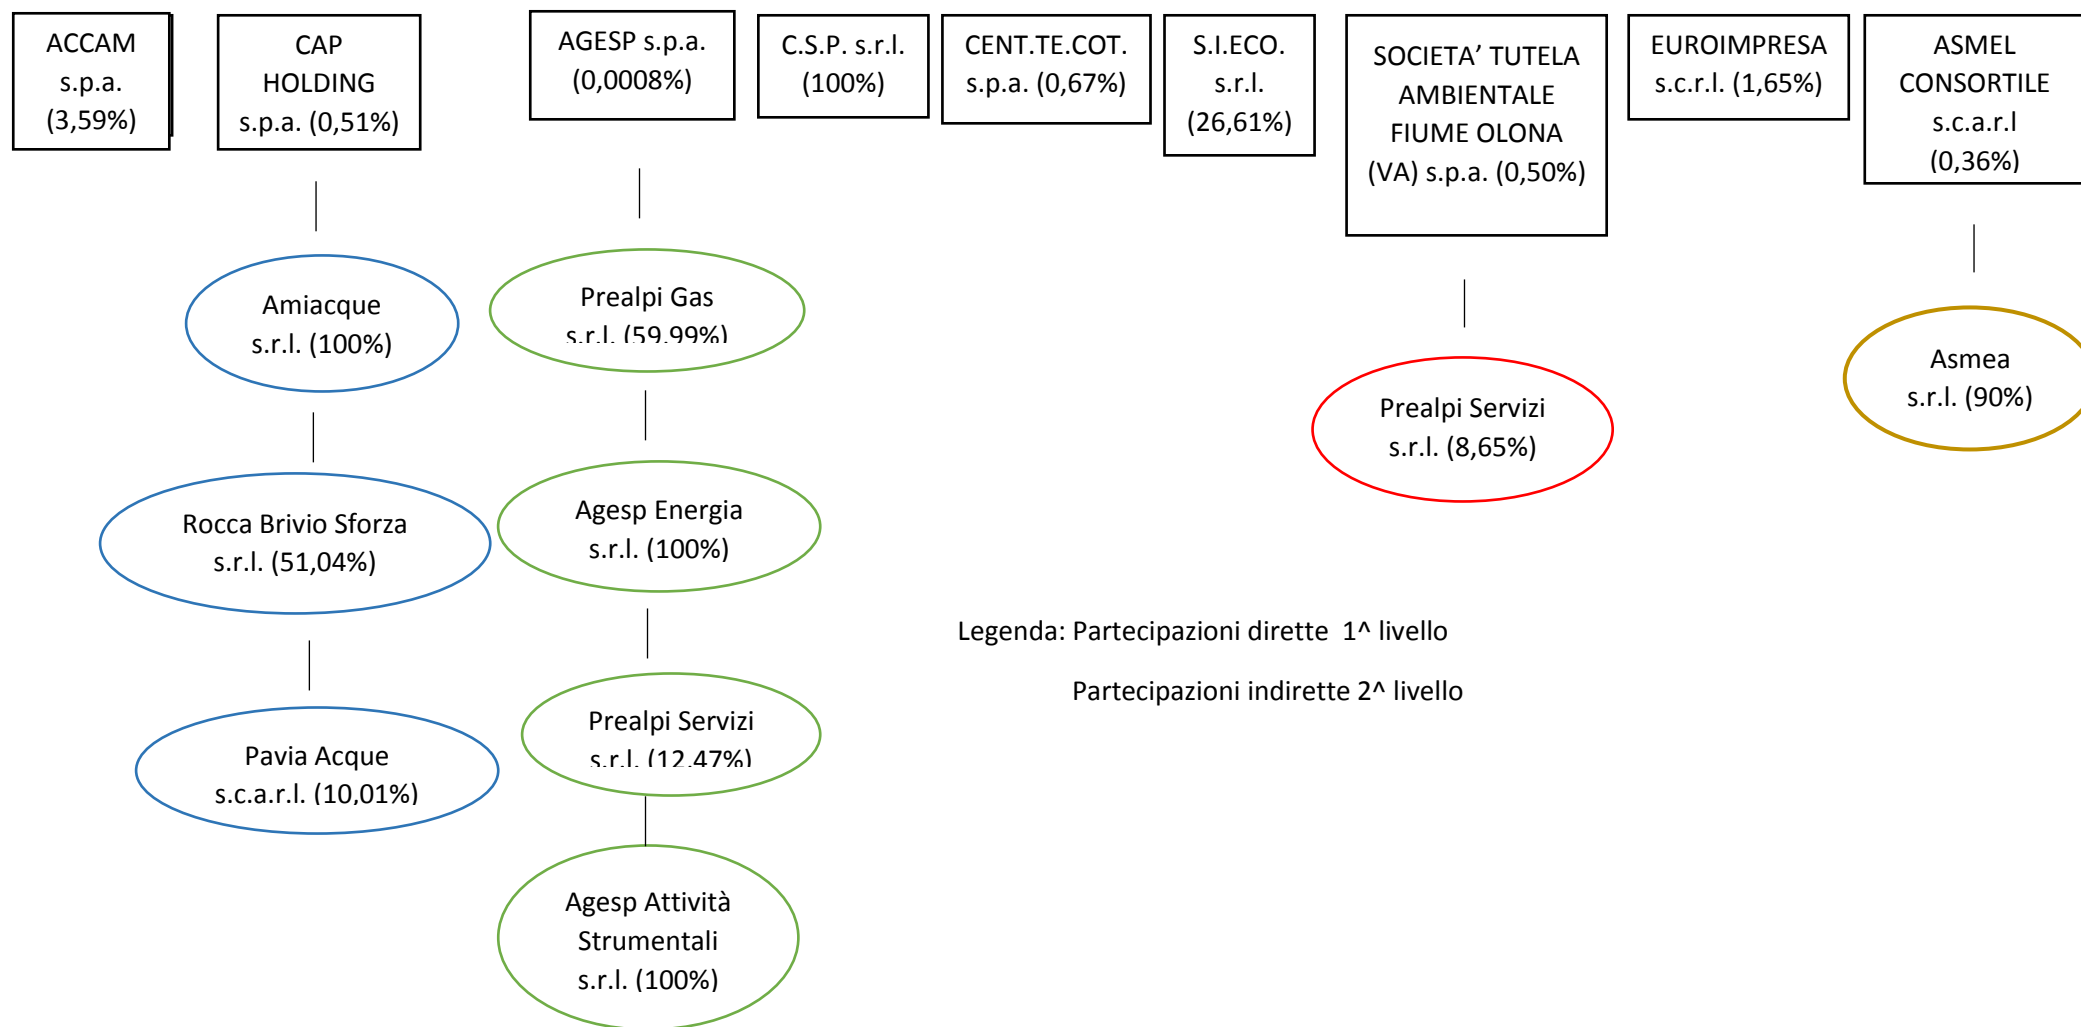 ACCAM
s.p.a.
(3,59%)
CAP
HOLDING
s.p.a. (0,51%)
AGESP s.p.a.
(0,0008%)
C.S.P. s.r.l.
(100%)
CENT.TE.COT.
s.p.a. (0,67%)
S.I.ECO.
s.r.l.
(26,61%)
SOCIETA’ TUTELA
AMBIENTALE
FIUME OLONA
(VA) s.p.a. (0,50%)
EUROIMPRESA
s.c.r.l. (1,65%)
ASMEL
CONSORTILE
s.c.a.r.l
(0,36%)
Amiacque
s.r.l. (100%)
Rocca Brivio Sforza
s.r.l. (51,04%)
Pavia Acque
s.c.a.r.l. (10,01%)
Prealpi Gas
s.r.l. (59,99%)
Agesp Energia
s.r.l. (100%)
Prealpi Servizi
s.r.l. (12,47%)
Agesp Attività
Strumentali
s.r.l. (100%)
Prealpi Servizi
s.r.l. (8,65%)
Asmea
s.r.l. (90%)
Legenda: Partecipazioni dirette 1^ livello
Partecipazioni indirette 2^ livello